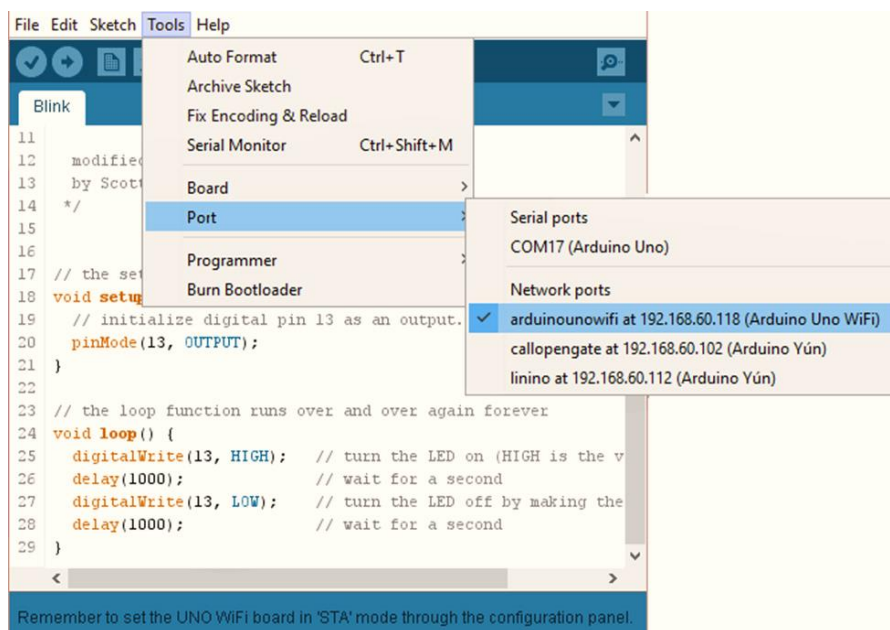 File Edit Sketch Tools Help
Auto Format Ctrl+T
Archive Sketch
Fix Encoding & Reload
Serial Monitor Ctrl+Shift+M
Board
Port
Programmer
Burn Bootloader
Serial ports
COM17 (Arduino Uno)
Network ports
arduinounowifi at 192.168.60.118 (Arduino Uno WiFi)
callopengate at 192.168.60.102 (Arduino Yún)
linino at 192.168.60.112 (Arduino Yún)
Blink
11
12 modified
13 by Scott
14 */
15
16
17 // the set
18 void setup
19 // initialize digital pin 13 as an output.
20 pinMode(13, OUTPUT);
21 }
22
23 // the loop function runs over and over again forever
24 void loop() {
25 digitalWrite(13, HIGH); // turn the LED on (HIGH is the v
26 delay(1000); // wait for a second
27 digitalWrite(13, LOW); // turn the LED off by making the
28 delay(1000); // wait for a second
29 }
Remember to set the UNO WiFi board in 'STA' mode through the configuration panel.